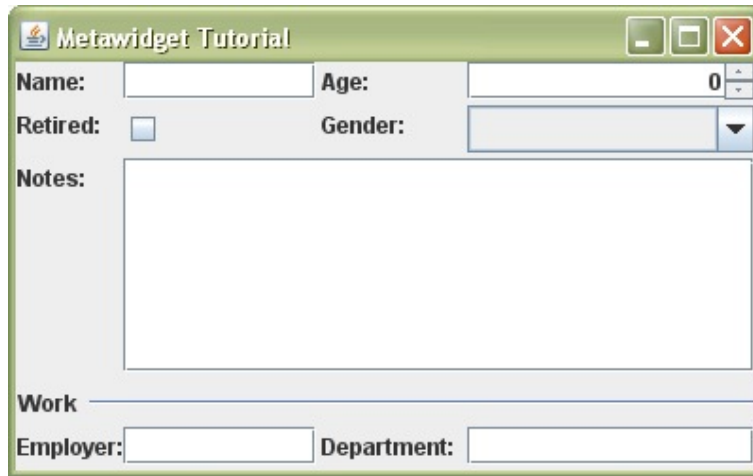 Metawidget Tutorial
Name: Age: 0
Retired: Gender:
Notes:
Work
Employer: Department: